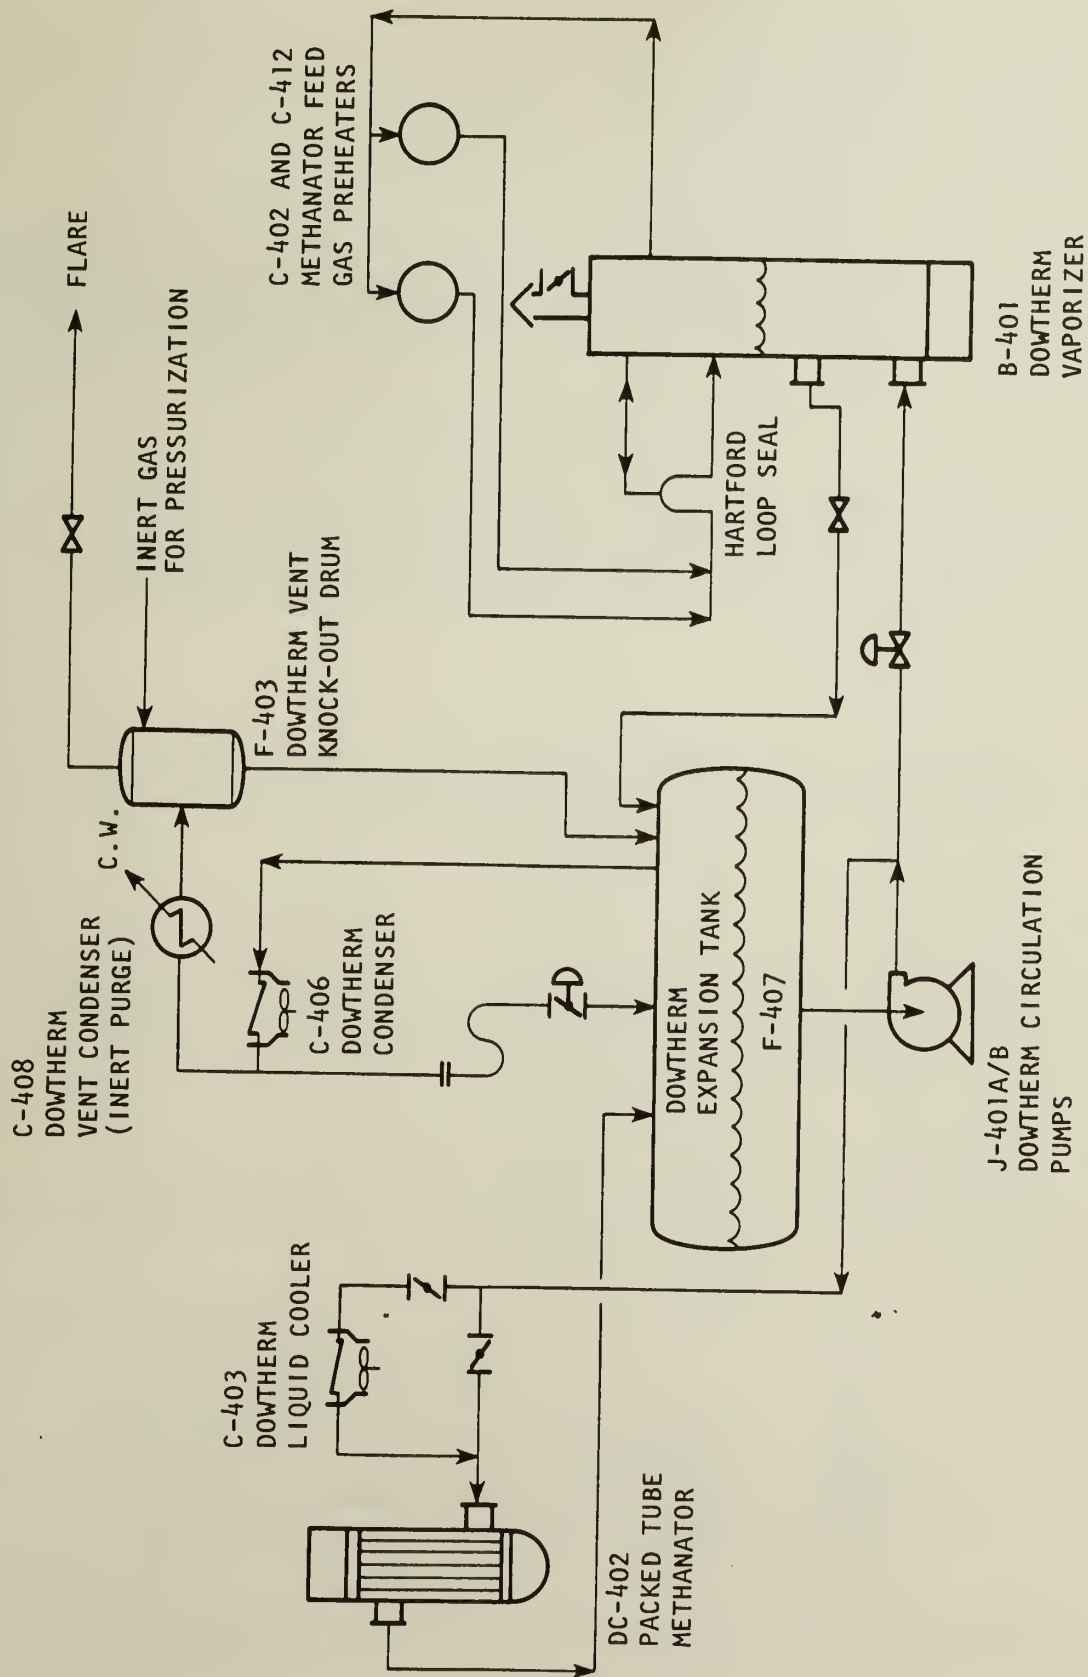 C-408
DOWTHERM
VENT CONDENSER
(INERT PURGE)
C.W.
FLARE
INERT GAS
FOR PRESSURIZATION
F-403
DOWTHERM VENT
KNOCK-OUT DRUM
C-402 AND C-412
METHANATOR FEED
GAS PREHEATERS
C-406
DOWTHERM
CONDENSER
C-403
DOWTHERM
LIQUID COOLER
HARTFORD
LOOP SEAL
DOWTHERM
EXPANSION TANK
F-407
DC-402
PACKED TUBE
METHANATOR
J-401A/B
DOWTHERM CIRCULATION
PUMPS
B-401
DOWTHERM
VAPORIZER